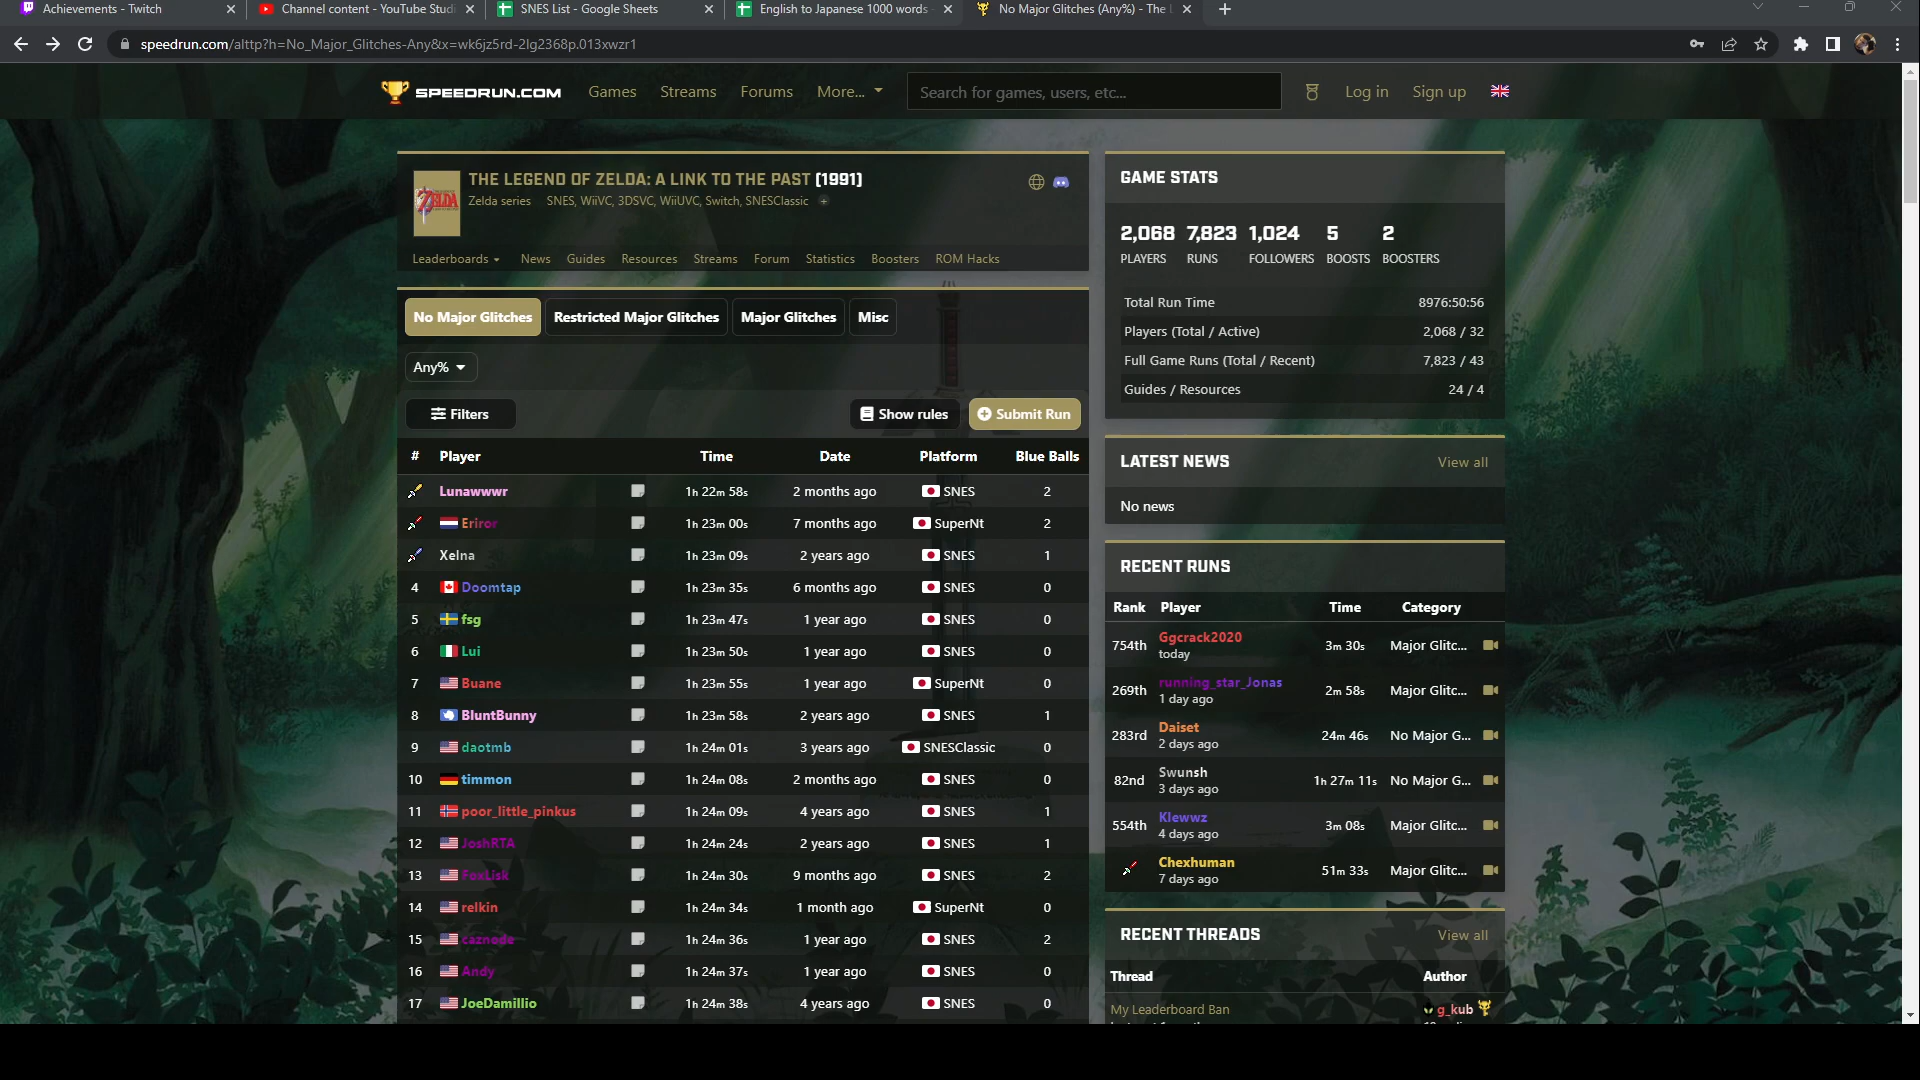 Achievements - Twitch
Channel content - YouTube Studi
SNES List - Google Sheets
English to Japanese 1000 words -
No Major Glitches (Any%) - The L
speedrun.com/alttp?h=No_Major_Glitches-Any&x=wk6jz5rd-2lg2368p.013xwzr1
SPEEDRUN.COM Games Streams Forums More... Search for games, users, etc... Log in Sign up
ZELDA
THE LEGEND OF ZELDA: A LINK TO THE PAST (1991)
Zelda series SNES, WiiVC, 3DSVC, WiiUVC, Switch, SNESClassic +
Leaderboards News Guides Resources Streams Forum Statistics Boosters ROM Hacks
No Major Glitches Restricted Major Glitches Major Glitches Misc
Any%
Filters Show rules Submit Run
# Player Time Date Platform Blue Balls
Lunawwwr 1h 22m 58s 2 months ago SNES 2
Eriror 1h 23m 00s 7 months ago SuperNt 2
Xelna 1h 23m 09s 2 years ago SNES 1
4 Doomtap 1h 23m 35s 6 months ago SNES 0
5 fsg 1h 23m 47s 1 year ago SNES 0
6 Lui 1h 23m 50s 1 year ago SNES 0
7 Buane 1h 23m 55s 1 year ago SuperNt 0
8 BluntBunny 1h 23m 58s 2 years ago SNES 1
9 daotmb 1h 24m 01s 3 years ago SNESClassic 0
10 timmon 1h 24m 08s 2 months ago SNES 0
11 poor_little_pinkus 1h 24m 09s 4 years ago SNES 1
12 JoshRTA 1h 24m 24s 2 years ago SNES 1
13 FoxLisk 1h 24m 30s 9 months ago SNES 2
14 relkin 1h 24m 34s 1 month ago SuperNt 0
15 caznode 1h 24m 36s 1 year ago SNES 2
16 Andy 1h 24m 37s 1 year ago SNES 0
17 JoeDamillio 1h 24m 38s 4 years ago SNES 0
GAME STATS
2,068 7,823 1,024 5 2
PLAYERS RUNS FOLLOWERS BOOSTS BOOSTERS
Total Run Time 8976:50:56
Players (Total / Active) 2,068 / 32
Full Game Runs (Total / Recent) 7,823 / 43
Guides / Resources 24 / 4
LATEST NEWS View all
No news
RECENT RUNS
Rank Player Time Category
754th Ggcrack2020 3m 30s Major Glitc...
today
269th running_star_Jonas 2m 58s Major Glitc...
1 day ago
283rd Daiset 24m 46s No Major G...
2 days ago
82nd Swunsh 1h 27m 11s No Major G...
3 days ago
554th Klewwz 3m 08s Major Glitc...
4 days ago
Chexhuman 51m 33s Major Glitc...
7 days ago
RECENT THREADS View all
Thread Author
My Leaderboard Ban g_kub